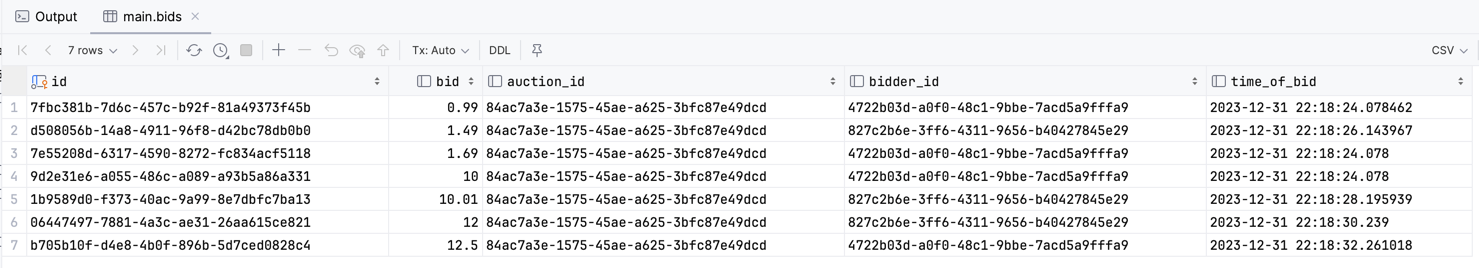 Output main.bids
7 rows Tx: Auto DDL CSV
id bid auction_id bidder_id time_of_bid
1 7fbc381b-7d6c-457c-b92f-81a49373f45b 0.99 84ac7a3e-1575-45ae-a625-3bfc87e49dcd 4722b03d-a0f0-48c1-9bbe-7acd5a9fffa9 2023-12-31 22:18:24.078462
2 d508056b-14a8-4911-96f8-d42bc78db0b0 1.49 84ac7a3e-1575-45ae-a625-3bfc87e49dcd 827c2b6e-3ff6-4311-9656-b40427845e29 2023-12-31 22:18:26.143967
3 7e55208d-6317-4590-8272-fc834acf5118 1.69 84ac7a3e-1575-45ae-a625-3bfc87e49dcd 4722b03d-a0f0-48c1-9bbe-7acd5a9fffa9 2023-12-31 22:18:24.078
4 9d2e31e6-a055-486c-a089-a93b5a86a331 10 84ac7a3e-1575-45ae-a625-3bfc87e49dcd 4722b03d-a0f0-48c1-9bbe-7acd5a9fffa9 2023-12-31 22:18:24.078
5 1b9589d0-f373-40ac-9a99-8e7dbfc7ba13 10.01 84ac7a3e-1575-45ae-a625-3bfc87e49dcd 827c2b6e-3ff6-4311-9656-b40427845e29 2023-12-31 22:18:28.195939
6 06447497-7881-4a3c-ae31-26aa615ce821 12 84ac7a3e-1575-45ae-a625-3bfc87e49dcd 827c2b6e-3ff6-4311-9656-b40427845e29 2023-12-31 22:18:30.239
7 b705b10f-d4e8-4b0f-896b-5d7ced0828c4 12.5 84ac7a3e-1575-45ae-a625-3bfc87e49dcd 4722b03d-a0f0-48c1-9bbe-7acd5a9fffa9 2023-12-31 22:18:32.261018